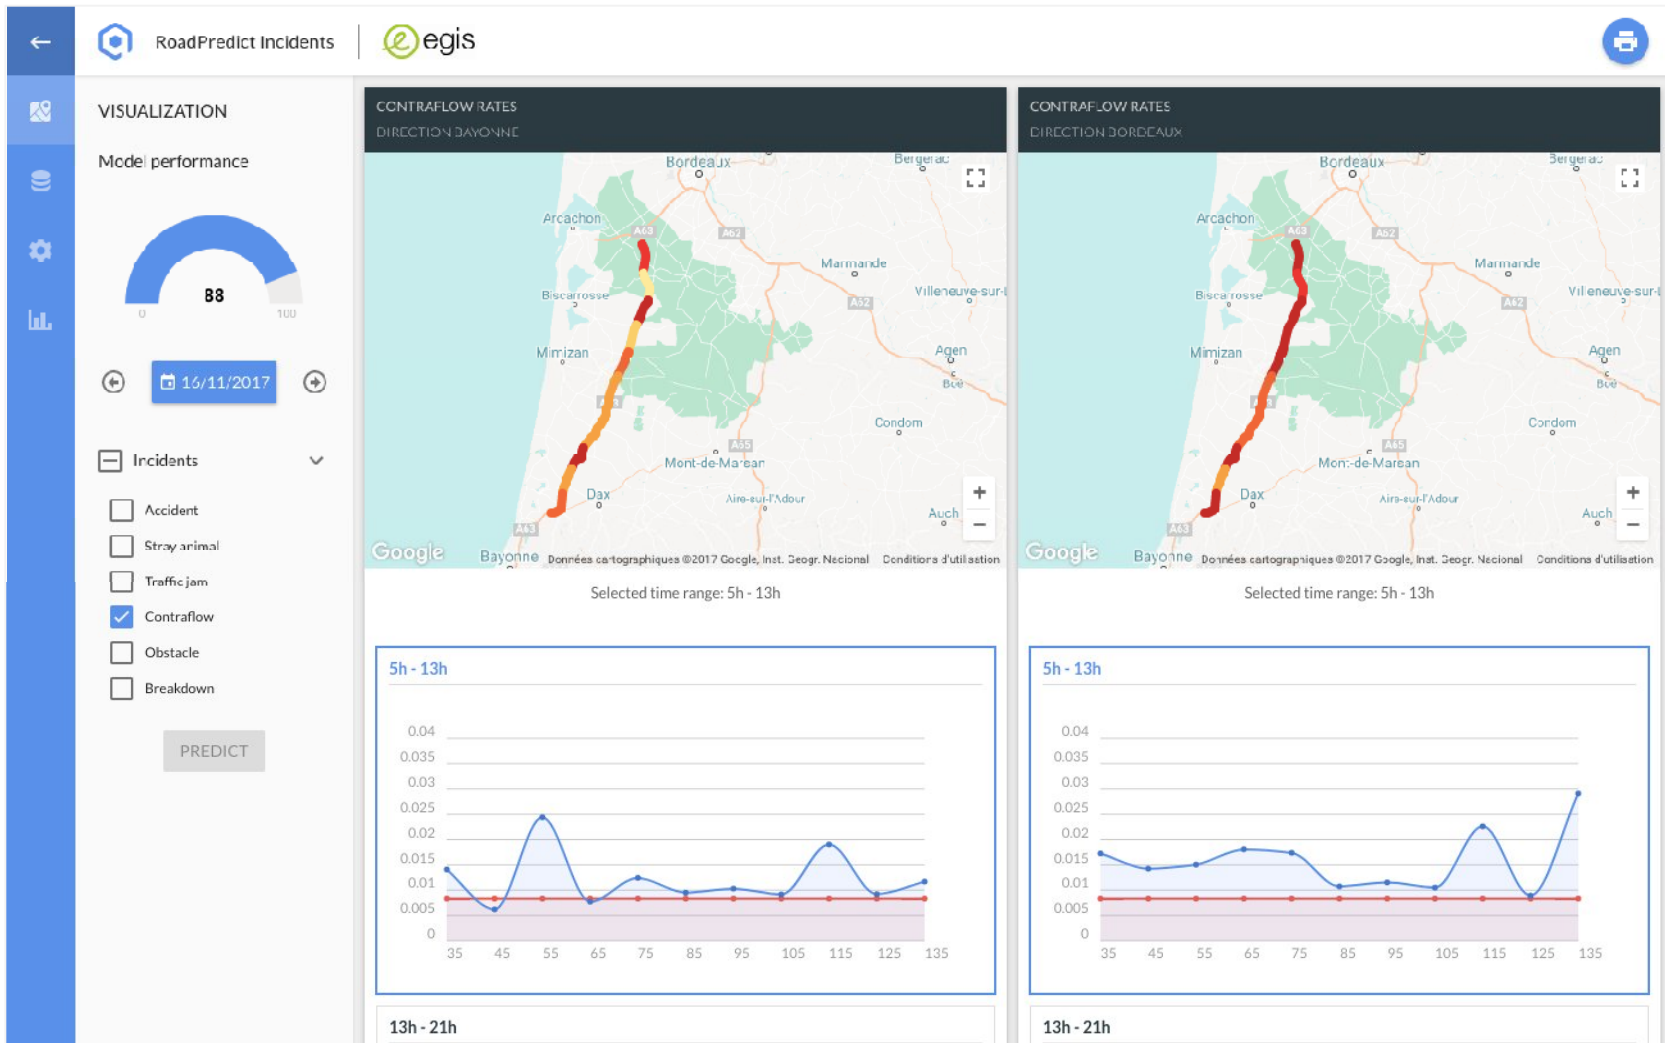 RoadPredict Incidents
egis
VISUALIZATION
Model performance
88
0
100
16/11/2017
Incidents
Accident
Stray animal
Traffic jam
Contraflow
Obstacle
Breakdown
PREDICT
CONTRAFLOW RATES
DIRECTION BAYONNE
Bordeaux
Bergerac
Arcachon
A63
A62
Marmande
Biscarrosse
A62
Villeneuve-sur-L
Mimizan
Agen
Boé
A63
Condom
A65
Mont-de-Marsan
Dax
Aire-sur-l'Adour
Auch
A63
Google
Bayonne
Données cartographiques ©2017 Google, Inst. Geogr. Nacional
Conditions d'utilisation
Selected time range: 5h - 13h
5h - 13h
0.04
0.035
0.03
0.025
0.02
0.015
0.01
0.005
0
35 45 55 65 75 85 95 105 115 125 135
13h - 21h
CONTRAFLOW RATES
DIRECTION BORDEAUX
Bordeaux
Bergerac
Arcachon
A63
A62
Marmande
Biscarrosse
A62
Villeneuve-sur-L
Mimizan
Agen
Boé
A63
Condom
A65
Mont-de-Marsan
Dax
Aire-sur-l'Adour
Auch
A63
Google
Bayonne
Données cartographiques ©2017 Google, Inst. Geogr. Nacional
Conditions d'utilisation
Selected time range: 5h - 13h
5h - 13h
0.04
0.035
0.03
0.025
0.02
0.015
0.01
0.005
0
35 45 55 65 75 85 95 105 115 125 135
13h - 21h